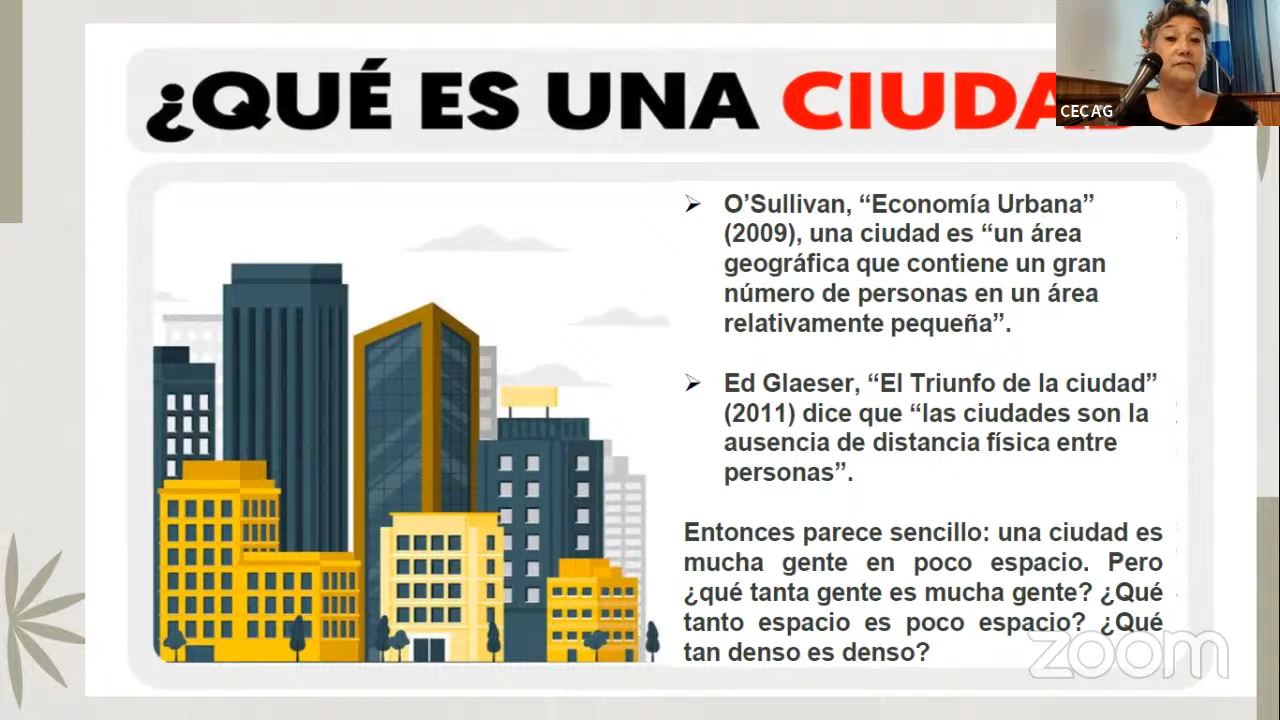 ¿QUÉ ES UNA CIUDA
CECAG
O’Sullivan, “Economía Urbana”
(2009), una ciudad es “un área
geográfica que contiene un gran
número de personas en un área
relativamente pequeña”.
Ed Glaeser, “El Triunfo de la ciudad”
(2011) dice que “las ciudades son la
ausencia de distancia física entre
personas”.
Entonces parece sencillo: una ciudad es
mucha gente en poco espacio. Pero
¿qué tanta gente es mucha gente? ¿Qué
tanto espacio es poco espacio? ¿Qué
tan denso es denso?
zoom